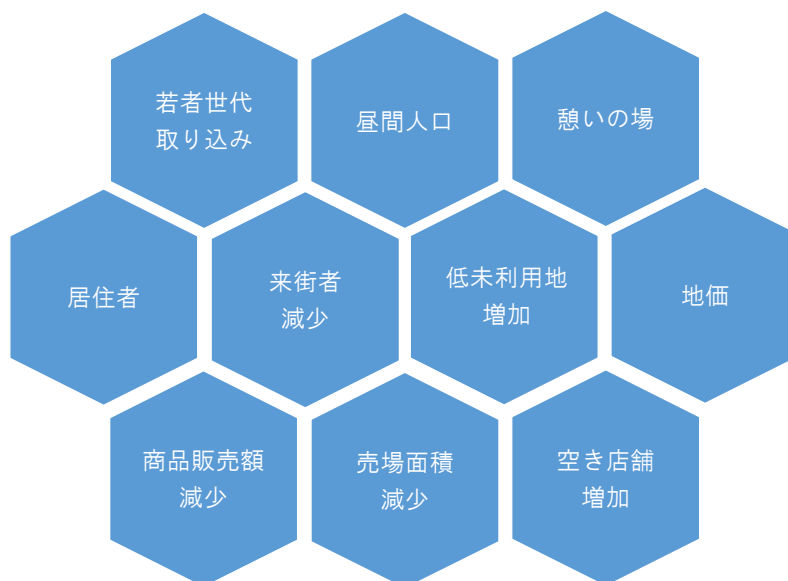 若者世代
取り込み
昼間人口
憩いの場
居住者
来街者
減少
低未利用地
増加
地価
商品販売額
減少
売場面積
減少
空き店舗
増加